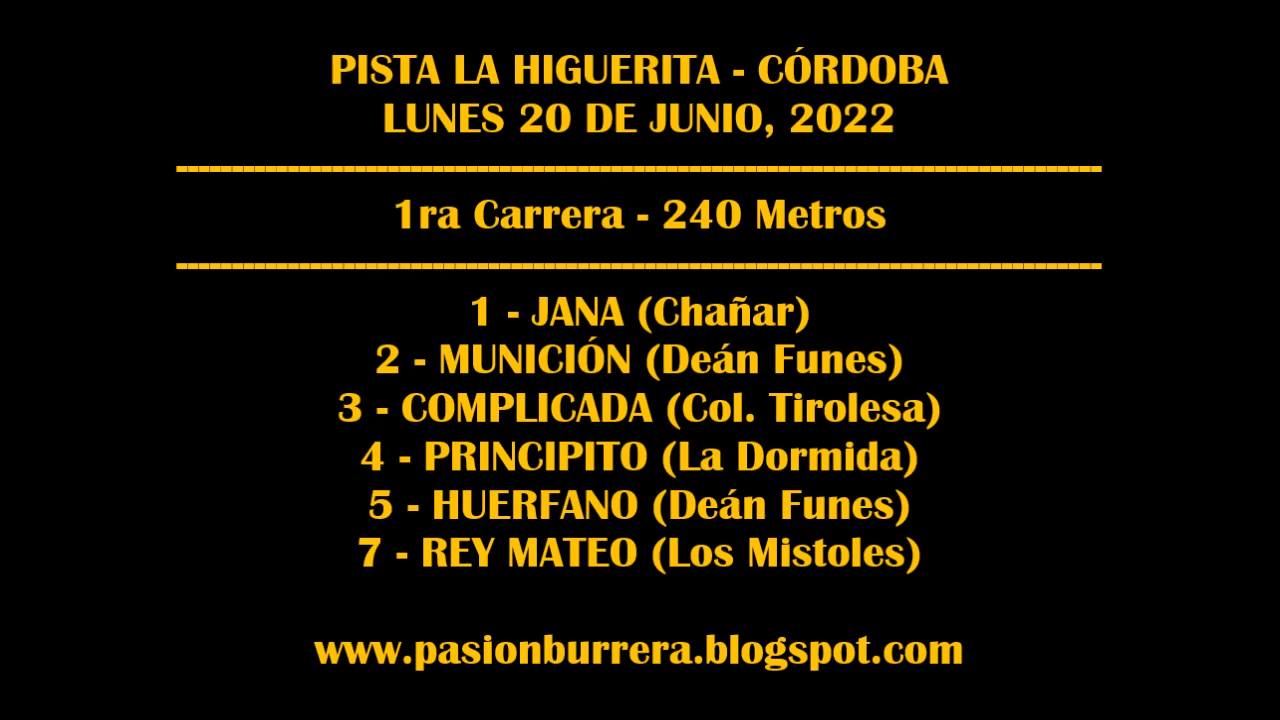 PISTA LA HIGUERITA - CÓRDOBA
LUNES 20 DE JUNIO, 2022
--------------------------------------------------------------------------------
1ra Carrera - 240 Metros
--------------------------------------------------------------------------------
1 - JANA (Chañar)
2 - MUNICIÓN (Deán Funes)
3 - COMPLICADA (Col. Tirolesa)
4 - PRINCIPITO (La Dormida)
5 - HUERFANO (Deán Funes)
7 - REY MATEO (Los Mistoles)
www.pasionburrera.blogspot.com